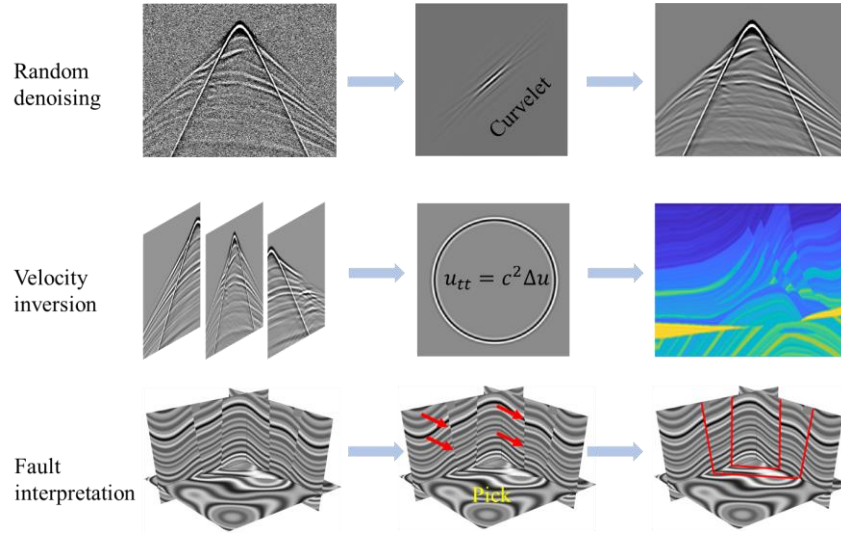 Random
denoising
Curvelet
Velocity
inversion
$u_{tt} = c^2 \Delta u$
Fault
interpretation
Pick